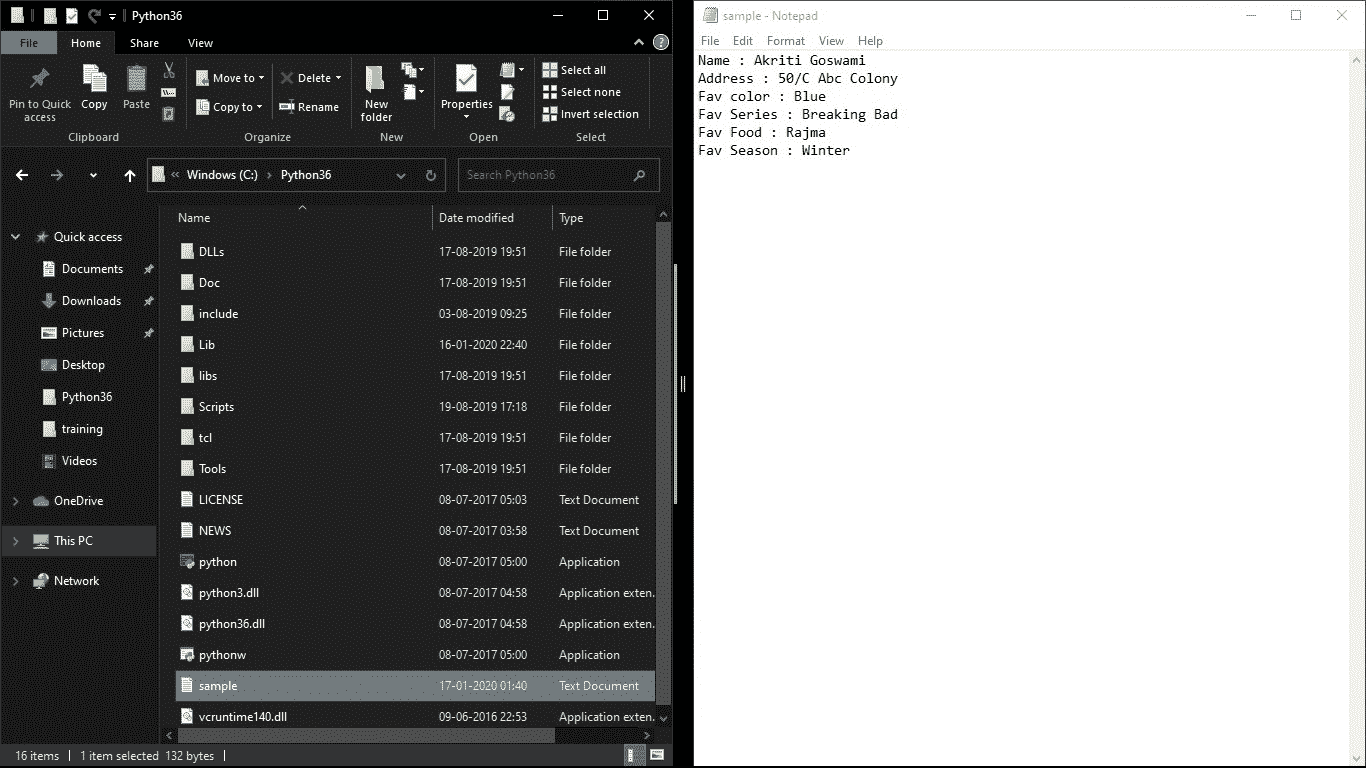 Python36
File Home Share View
Pin to Quick access
Copy
Paste
Move to
Copy to
Delete
Rename
New folder
Properties
Select all
Select none
Invert selection
Clipboard Organize New Open Select
« Windows (C:) › Python36
Search Python36
Quick access
Documents
Downloads
Pictures
Desktop
Python36
training
Videos
OneDrive
This PC
Network
Name Date modified Type
DLLs 17-08-2019 19:51 File folder
Doc 17-08-2019 19:51 File folder
include 03-08-2019 09:25 File folder
Lib 16-01-2020 22:40 File folder
libs 17-08-2019 19:51 File folder
Scripts 19-08-2019 17:18 File folder
tcl 17-08-2019 19:51 File folder
Tools 17-08-2019 19:51 File folder
LICENSE 08-07-2017 05:03 Text Document
NEWS 08-07-2017 03:58 Text Document
python 08-07-2017 05:00 Application
python3.dll 08-07-2017 04:58 Application exten.
python36.dll 08-07-2017 04:58 Application exten.
pythonw 08-07-2017 05:00 Application
sample 17-01-2020 01:40 Text Document
vcruntime140.dll 09-06-2016 22:53 Application exten.
16 items 1 item selected 132 bytes
sample - Notepad
File Edit Format View Help
Name : Akriti Goswami
Address : 50/C Abc Colony
Fav color : Blue
Fav Series : Breaking Bad
Fav Food : Rajma
Fav Season : Winter